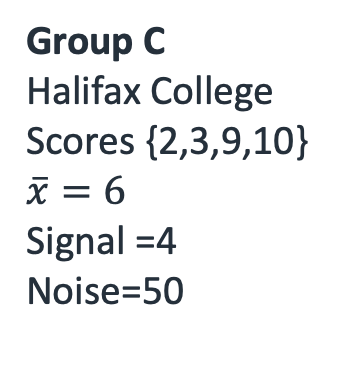 Group C
Halifax College
Scores {2,3,9,10}
x̄ = 6
Signal =4
Noise=50